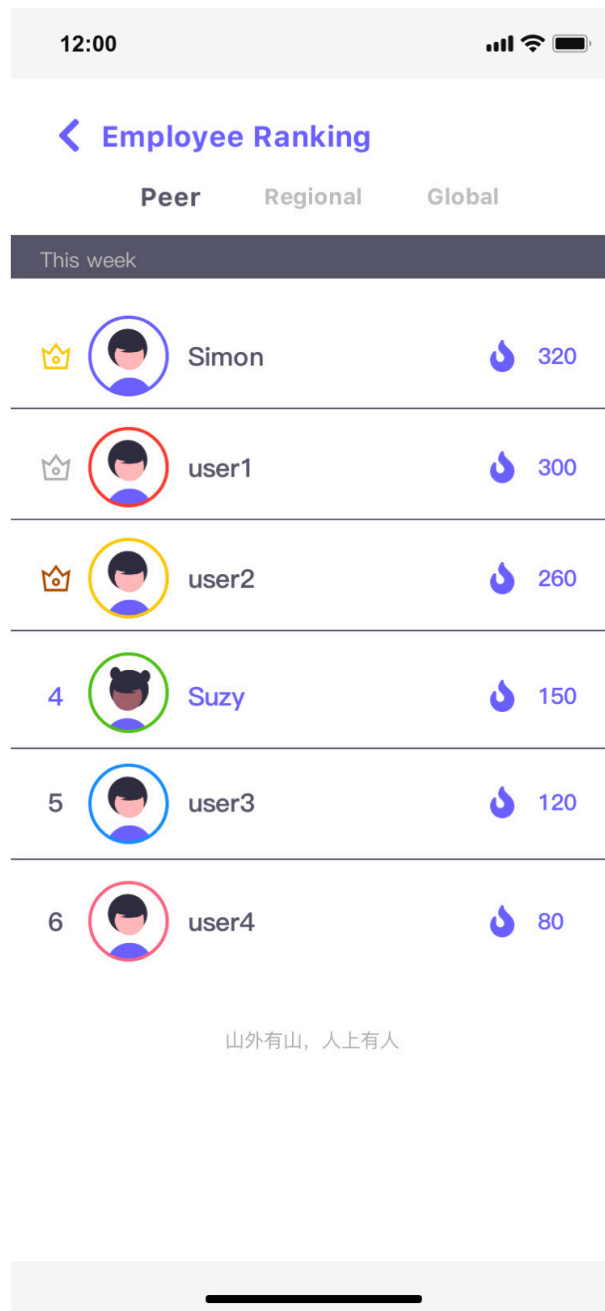 12:00
Employee Ranking
Peer Regional Global
This week
Simon 320
user1 300
user2 260
4 Suzy 150
5 user3 120
6 user4 80
山外有山，人上有人